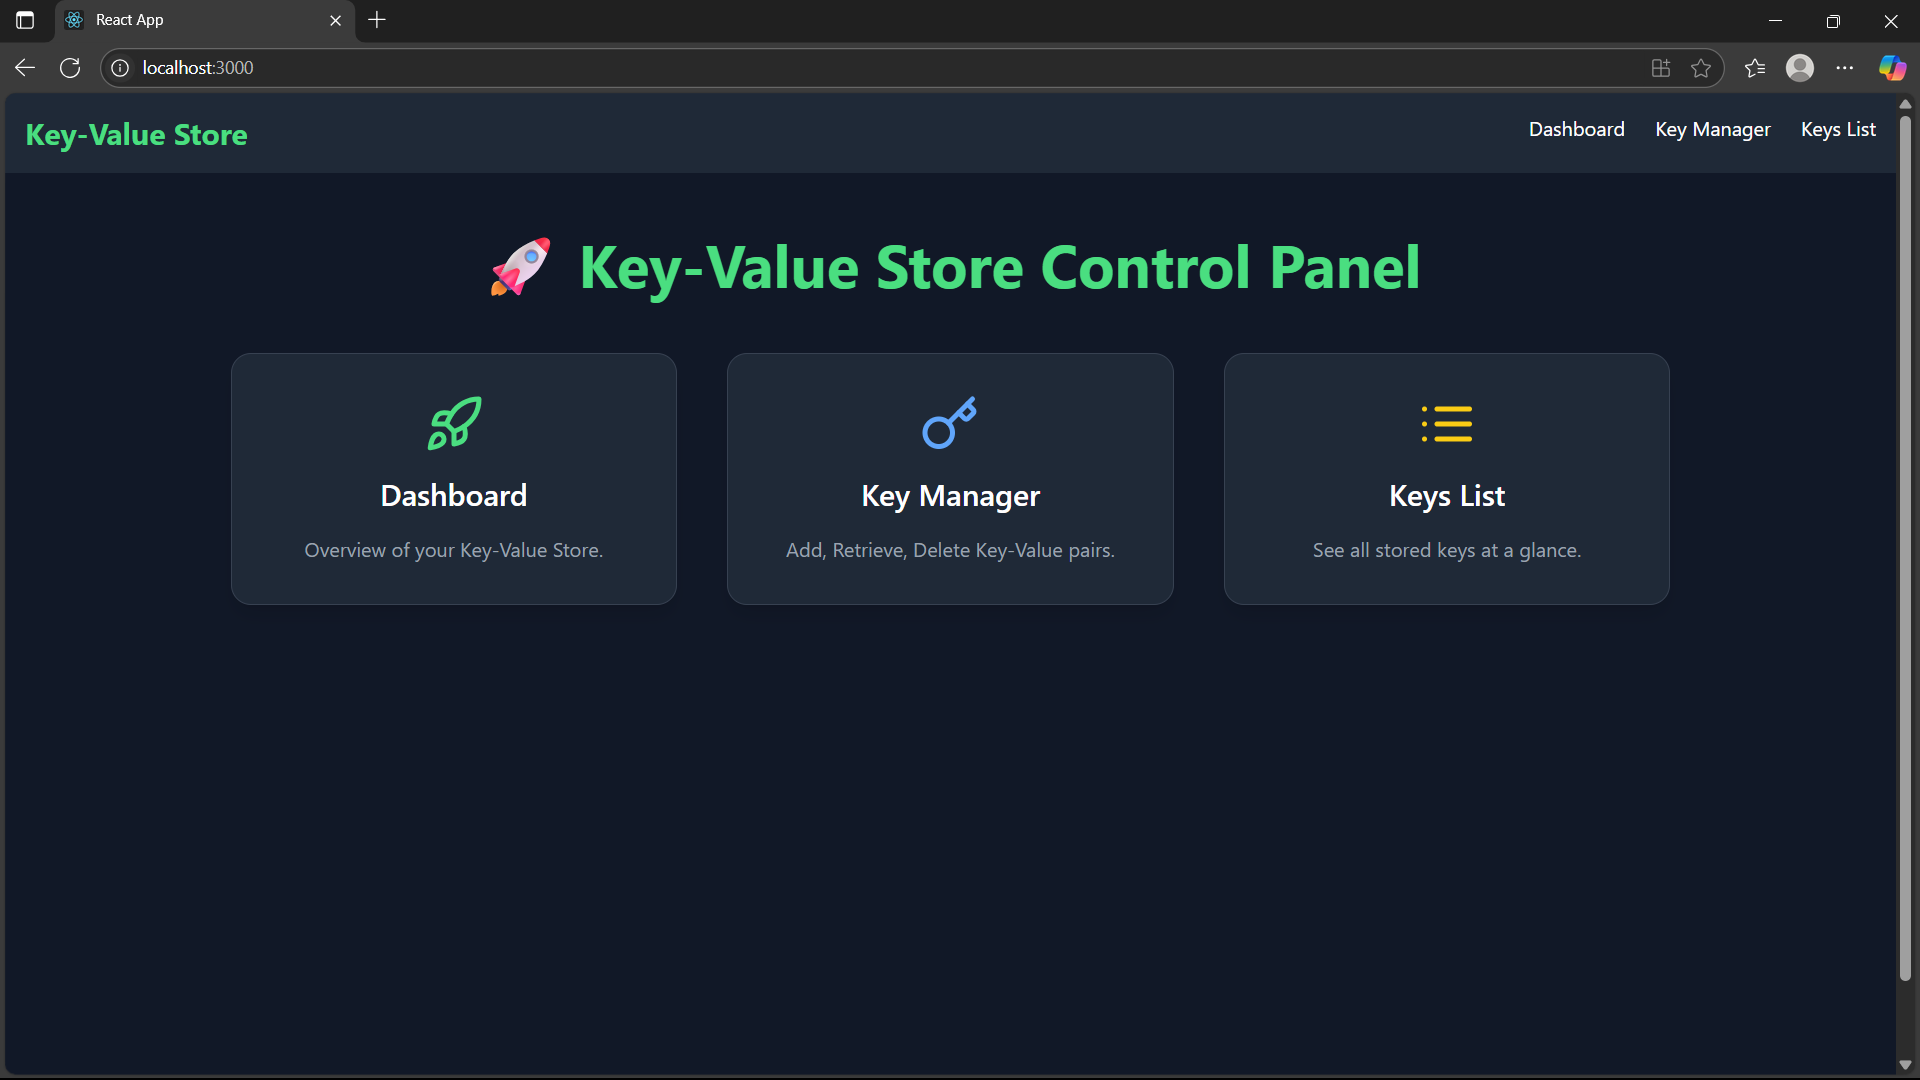 React App
localhost:3000
Key-Value Store
Dashboard Key Manager Keys List
🚀 Key-Value Store Control Panel
Dashboard
Overview of your Key-Value Store.
Key Manager
Add, Retrieve, Delete Key-Value pairs.
Keys List
See all stored keys at a glance.